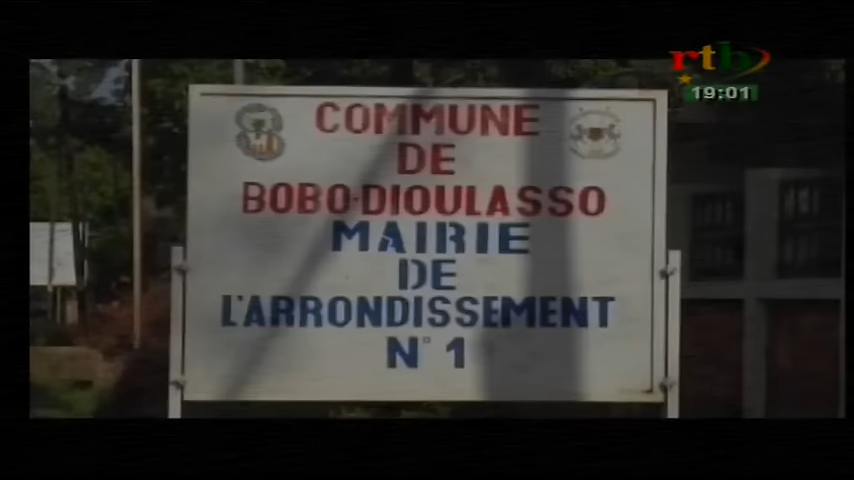 rtb
19:01
COMMUNE
DE
BOBO-DIOULASSO
MAIRIE
DE
L'ARRONDISSEMENT
N° 1